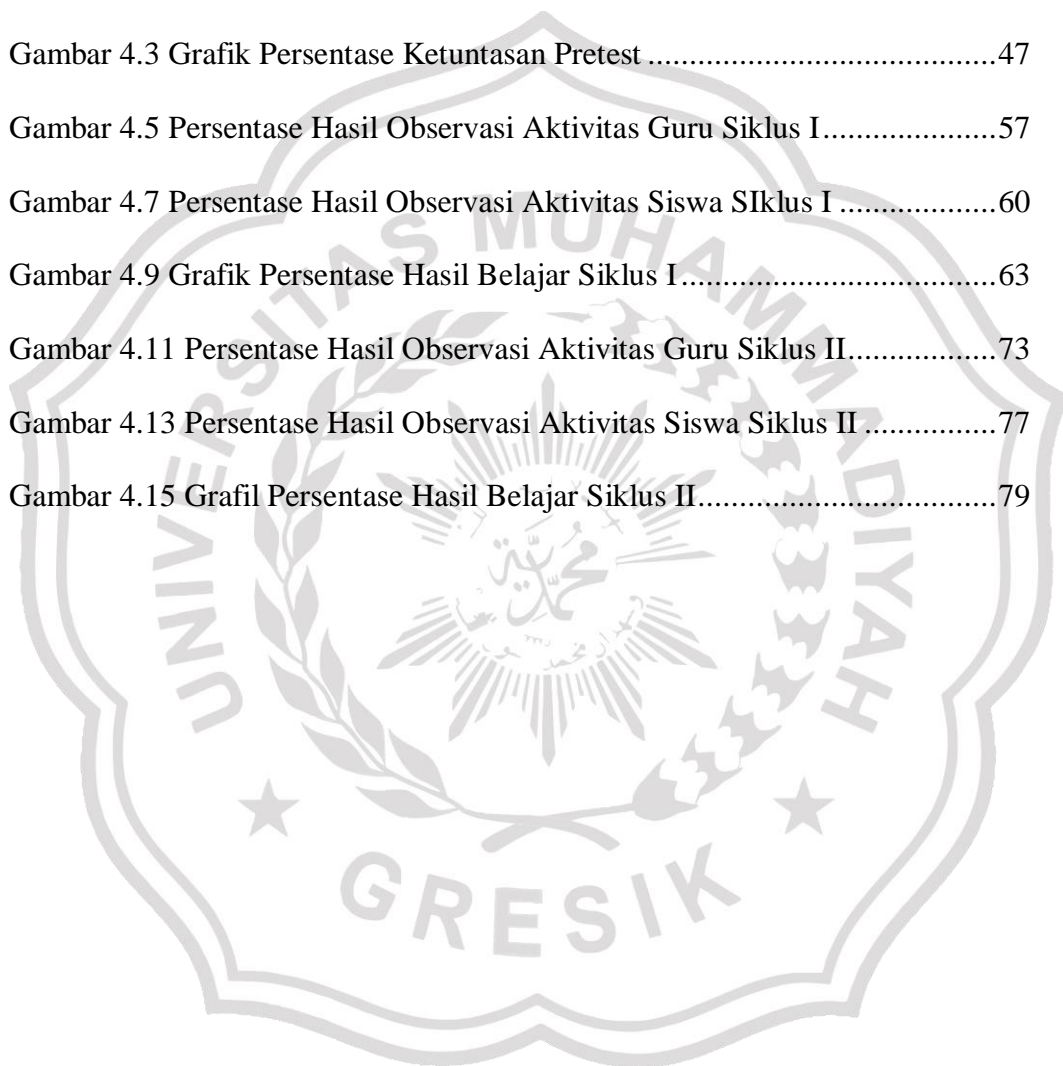 Gambar 4.3 Grafik Persentase Ketuntasan Pretest..........................................47
Gambar 4.5 Persentase Hasil Observasi Aktivitas Guru Siklus I.....................57
Gambar 4.7 Persentase Hasil Observasi Aktivitas Siswa SIklus I...................60
Gambar 4.9 Grafik Persentase Hasil Belajar Siklus I......................................63
Gambar 4.11 Persentase Hasil Observasi Aktivitas Guru Siklus II..................73
Gambar 4.13 Persentase Hasil Observasi Aktivitas Siswa Siklus II................77
Gambar 4.15 Grafil Persentase Hasil Belajar Siklus II....................................79
UNIVERSITAS MUHAMMADIYAH
GRESIK